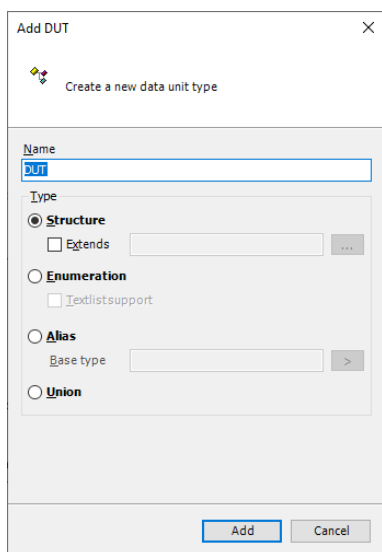 Add DUT
Create a new data unit type
Name
DUT
Type
Structure
Extends
...
Enumeration
Textlistsupport
Alias
Base type
>
Union
Add Cancel